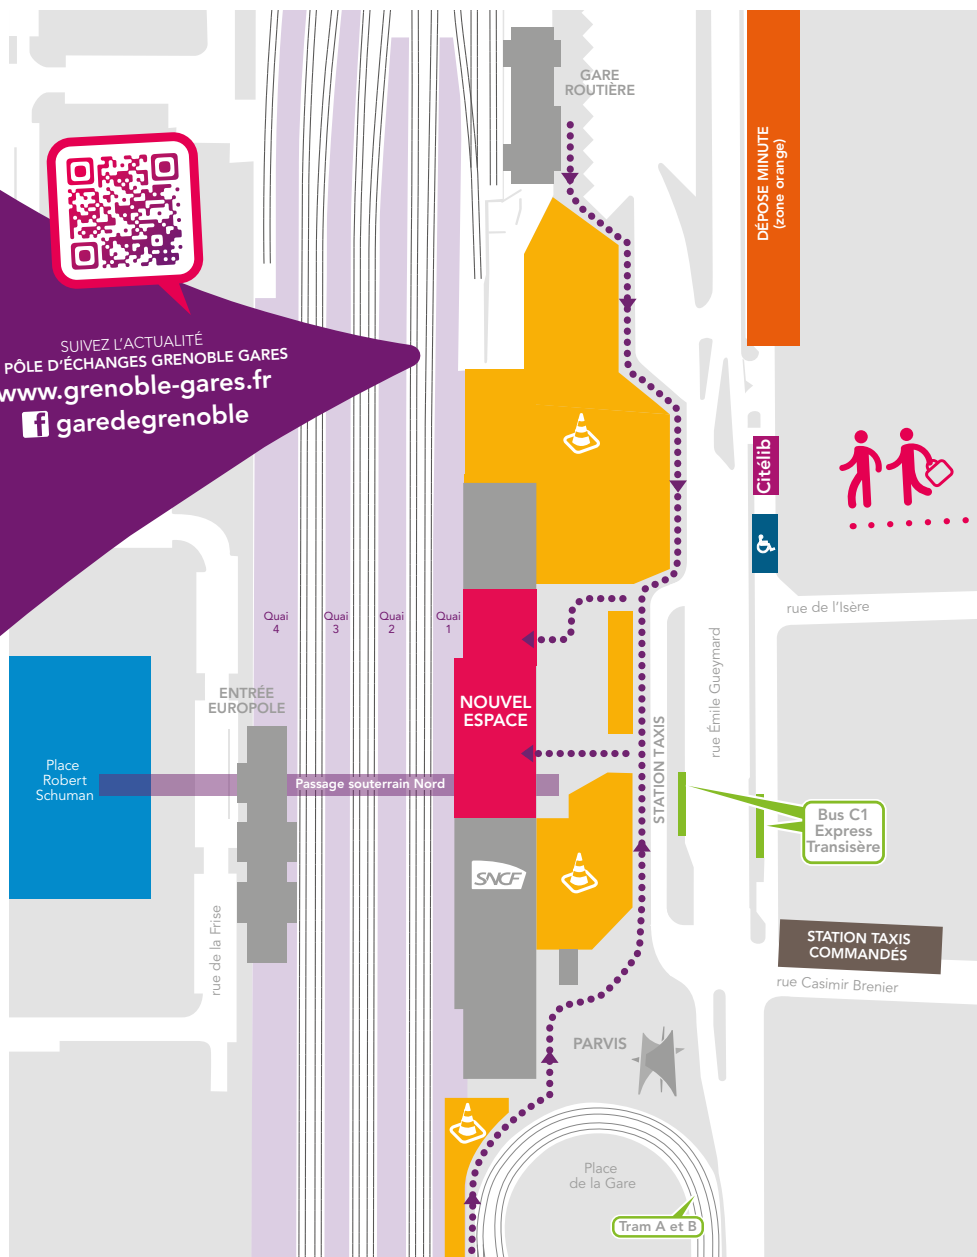 GARE
ROUTIÈRE
DÉPOSE MINUTE
(zone orange)
SUIVEZ L'ACTUALITÉ
PÔLE D'ÉCHANGES GRENOBLE GARES
www.grenoble-gares.fr
garedegrenoble
Citélib
rue de l'Isère
Quai
4
Quai
3
Quai
2
Quai
1
ENTRÉE
EUROPOLE
NOUVEL
ESPACE
rue Émile Gueymard
STATION TAXIS
Place
Robert
Schuman
Passage souterrain Nord
Bus C1
Express
Transisère
SNCF
rue de la Frise
STATION TAXIS
COMMANDÉS
rue Casimir Brenier
PARVIS
Place
de la Gare
Tram A et B